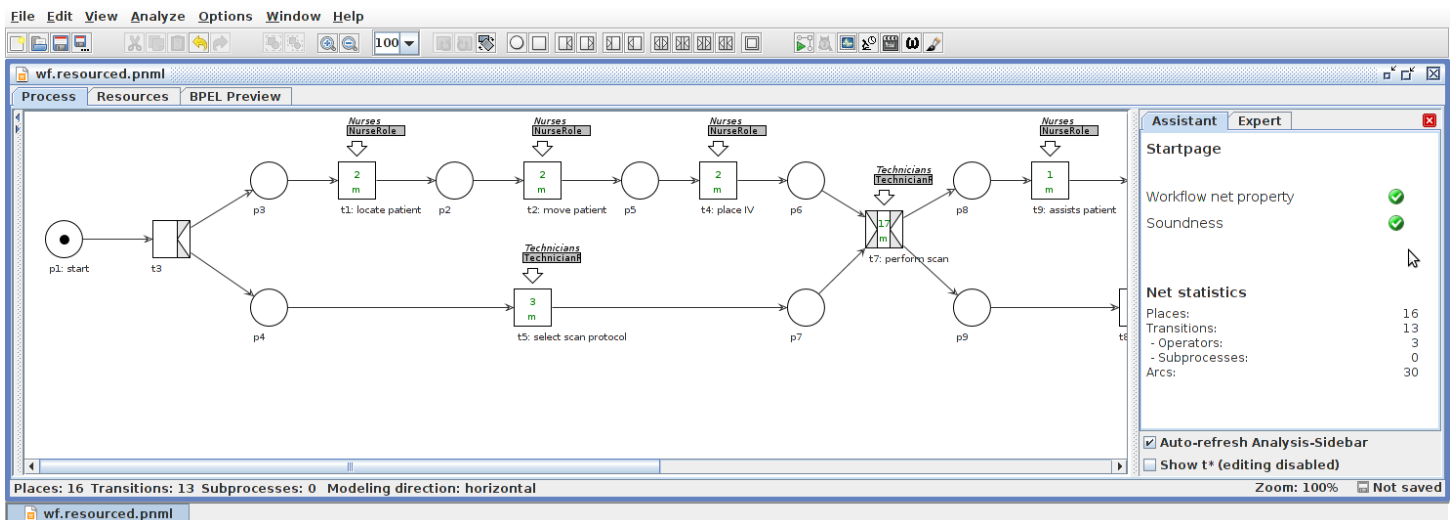 File Edit View Analyze Options Window Help
100
ω
wf.resourced.pnml
Process Resources BPEL Preview
Nurses
NurseRole
Nurses
NurseRole
Nurses
NurseRole
Nurses
NurseRole
Technicians
TechnicianR
2
m
2
m
2
m
1
m
p3
t1: locate patient
p2
t2: move patient
p5
t4: place IV
p6
p8
t9: assists patient
17
m
t7: perform scan
p1: start
t3
Technicians
TechnicianR
3
m
p4
t5: select scan protocol
p7
p9
t8
Assistant Expert
Startpage
Workflow net property
Soundness
Net statistics
Places: 16
Transitions: 13
- Operators: 3
- Subprocesses: 0
Arcs: 30
Auto-refresh Analysis-Sidebar
Show t* (editing disabled)
Places: 16 Transitions: 13 Subprocesses: 0 Modeling direction: horizontal
Zoom: 100% Not saved
wf.resourced.pnml